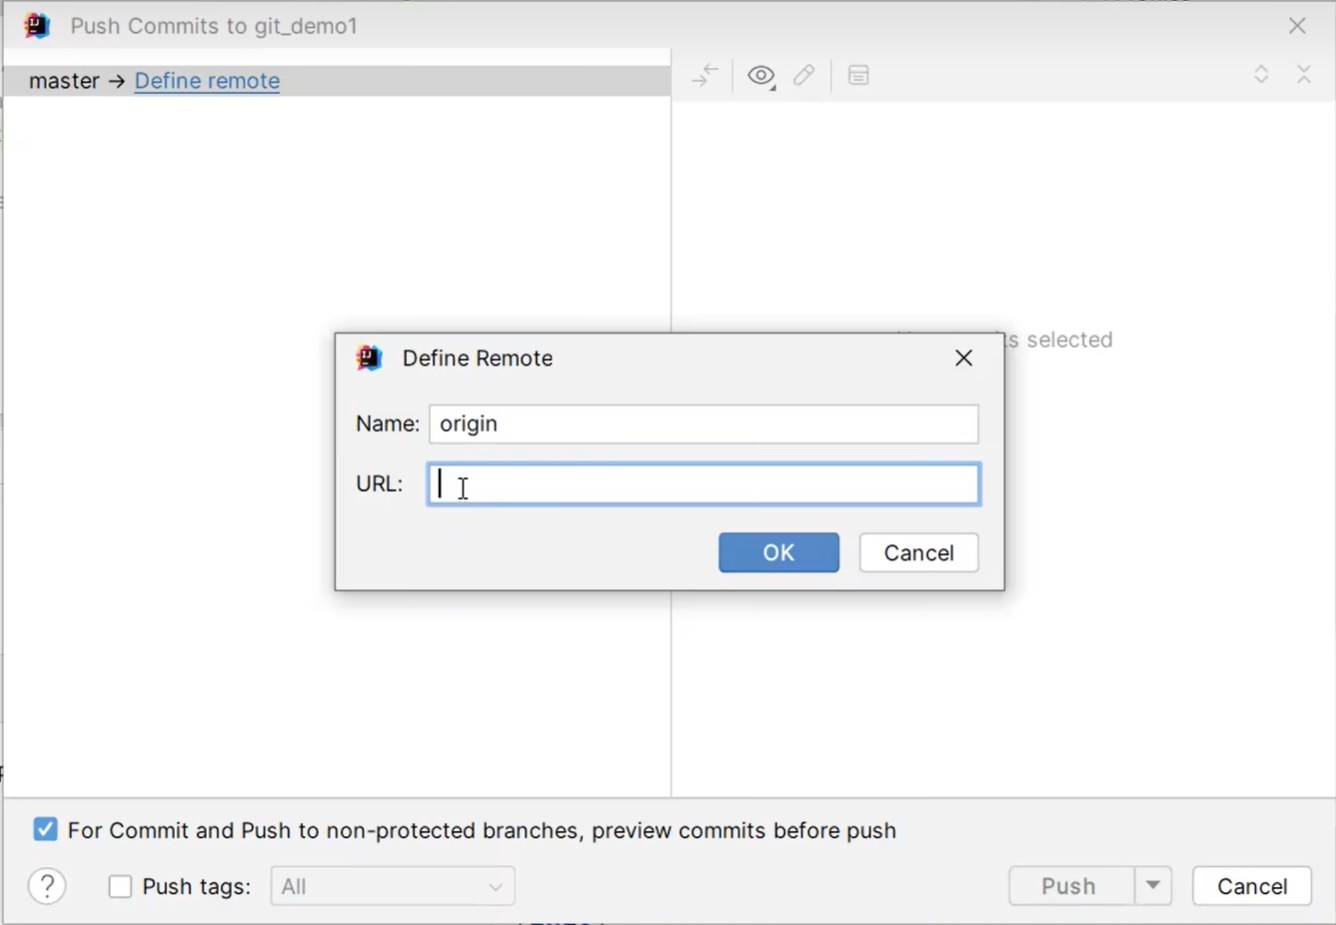 Push Commits to git_demo1
master → Define remote
selected
Define Remote
Name: origin
URL:
OK Cancel
For Commit and Push to non-protected branches, preview commits before push
? Push tags: All
Push Cancel